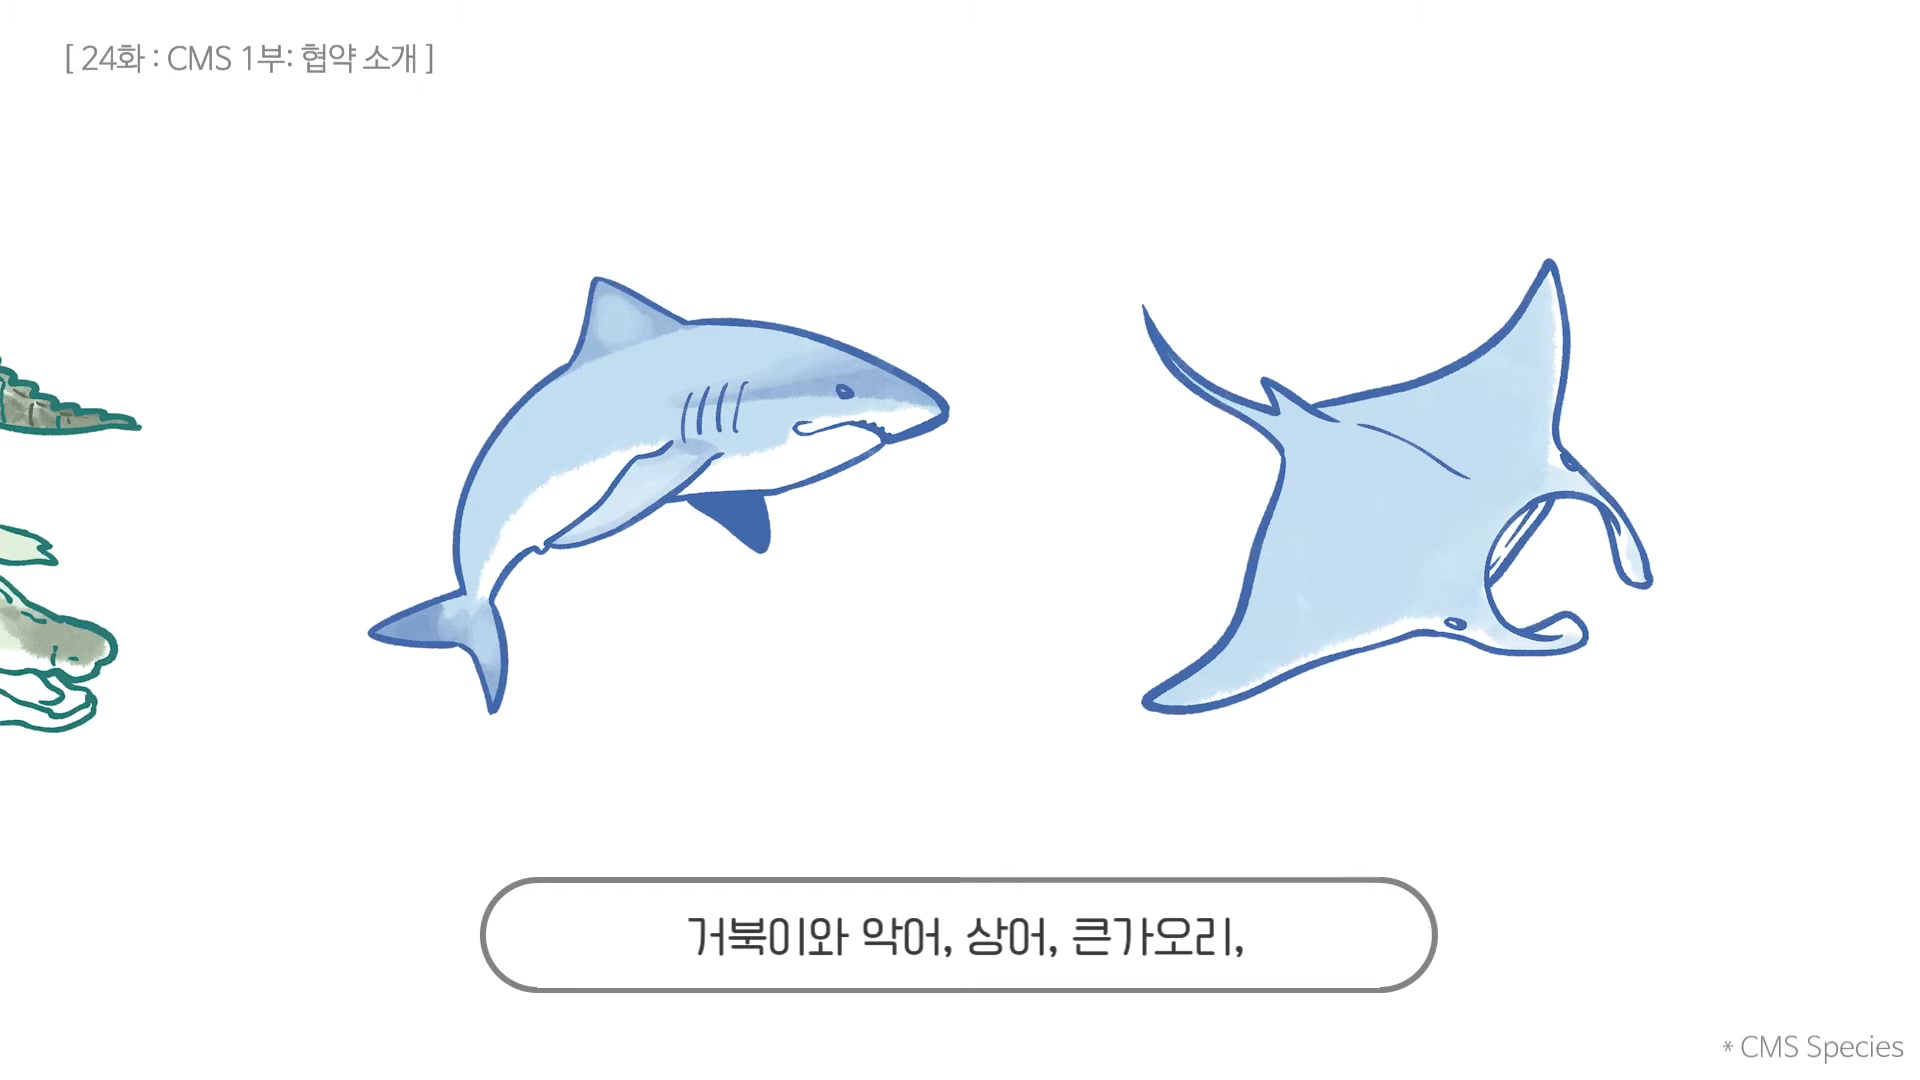 [ 24화 : CMS 1부: 협약 소개 ]
거북이와 악어, 상어, 큰가오리,
* CMS Species